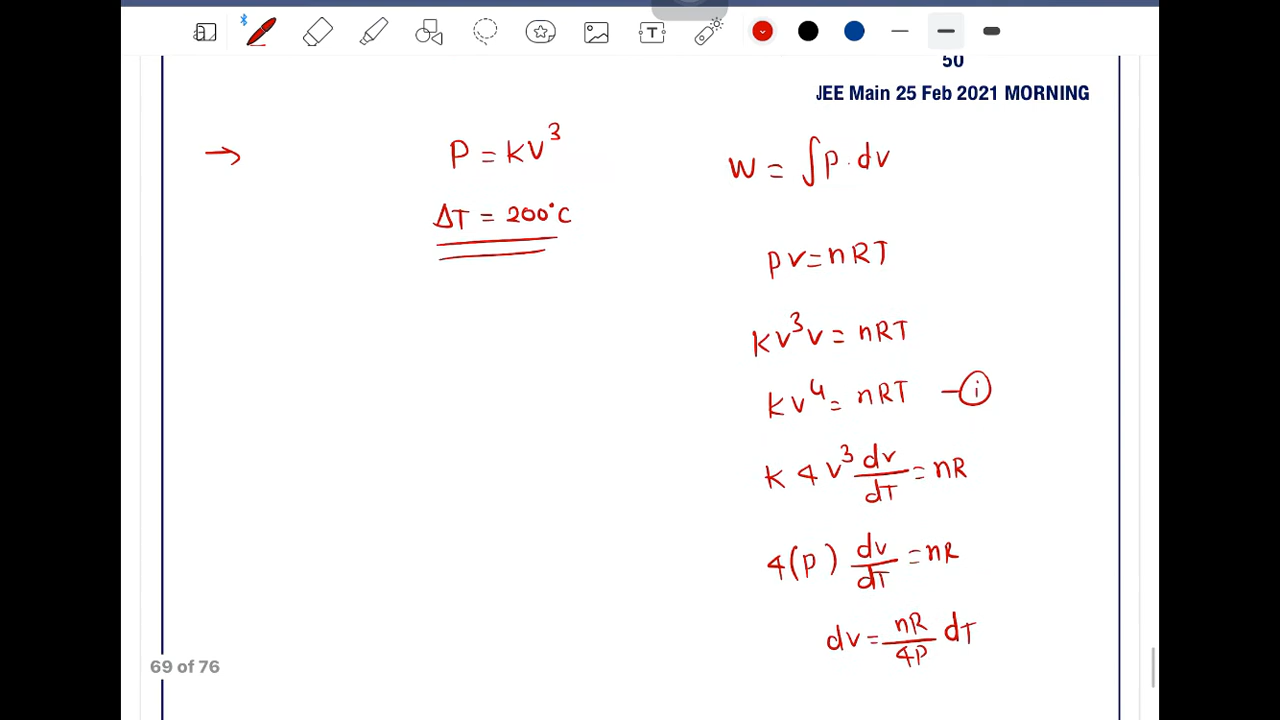 50
JEE Main 25 Feb 2021 MORNING
→ P = KV³
ΔT = 200°C
W = ∫P·dv
PV = nRT
KV³V = nRT
KV⁴ = nRT —(i)
K4V³ dv/dT = nR
4(P) dv/dT = nR
dv = nR/4P dT
69 of 76